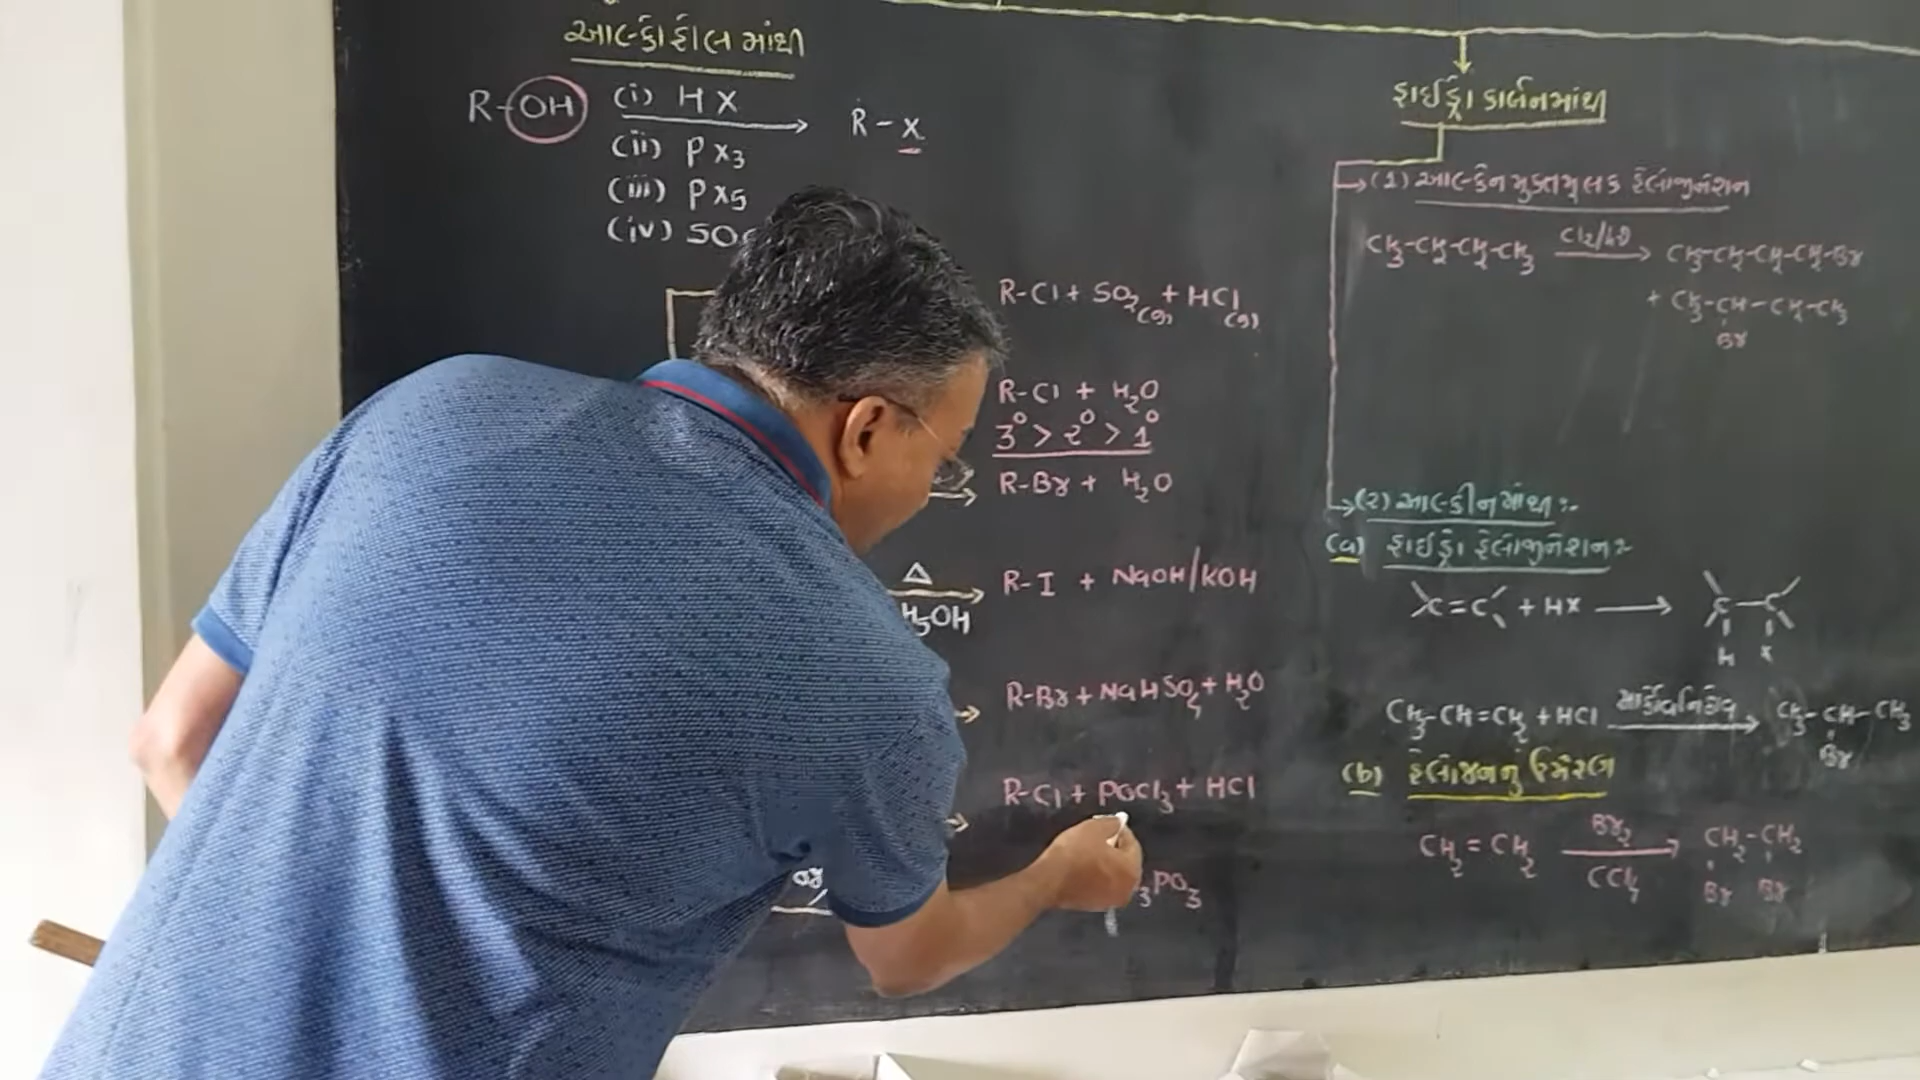 આલ્કોહોલમાંથી
R-OH (i) HX → R-X
(ii) PX₃
(iii) PX₅
(iv) SO
R-Cl + SO₂(g) + HCl(g)
R-Cl + H₂O
3° > 2° > 1°
R-Br + H₂O
Δ → R-I + NaOH/KOH
H₅OH
→ R-Br + NaHSO₄ + H₂O
→ R-Cl + POCl₃ + HCl
₃PO₃
હાઈડ્રોકાર્બનમાંથી
(1) આલ્કેન મુક્તમૂલક હેલોજીનેશન
CH₃-CH₂-CH₂-CH₃ Cl₂/hν → CH₃-CH₂-CH₂-CH₂-Br
+ CH₃-CH-CH₂-CH₃
Br
→(2) આલ્કીનમાંથી :-
(a) હાઈડ્રો હેલોજીનેશન :-
C=C + HX → C-C
H X
CH₃-CH=CH₂ + HCl માર્કોવનિકોવ → CH₃-CH-CH₃
Br
(b) હેલોજનનું ઉમેરણ
CH₂=CH₂ Br₂ → CH₂-CH₂
CCl₄ Br Br